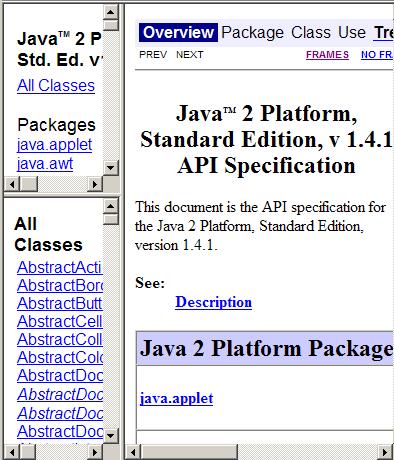 Java™ 2 P
Std. Ed. v
All Classes
Packages
java.applet
java.awt
All
Classes
AbstractActi
AbstractBord
AbstractButt
AbstractCell
AbstractColl
AbstractColo
AbstractDoc
AbstractDoc
AbstractDoc
AbstractDoc
Overview Package Class Use Tre
PREV NEXT FRAMES NO FR
Java™ 2 Platform,
Standard Edition, v 1.4.1
API Specification
This document is the API specification for
the Java 2 Platform, Standard Edition,
version 1.4.1.
See:
Description
Java 2 Platform Package
java.applet